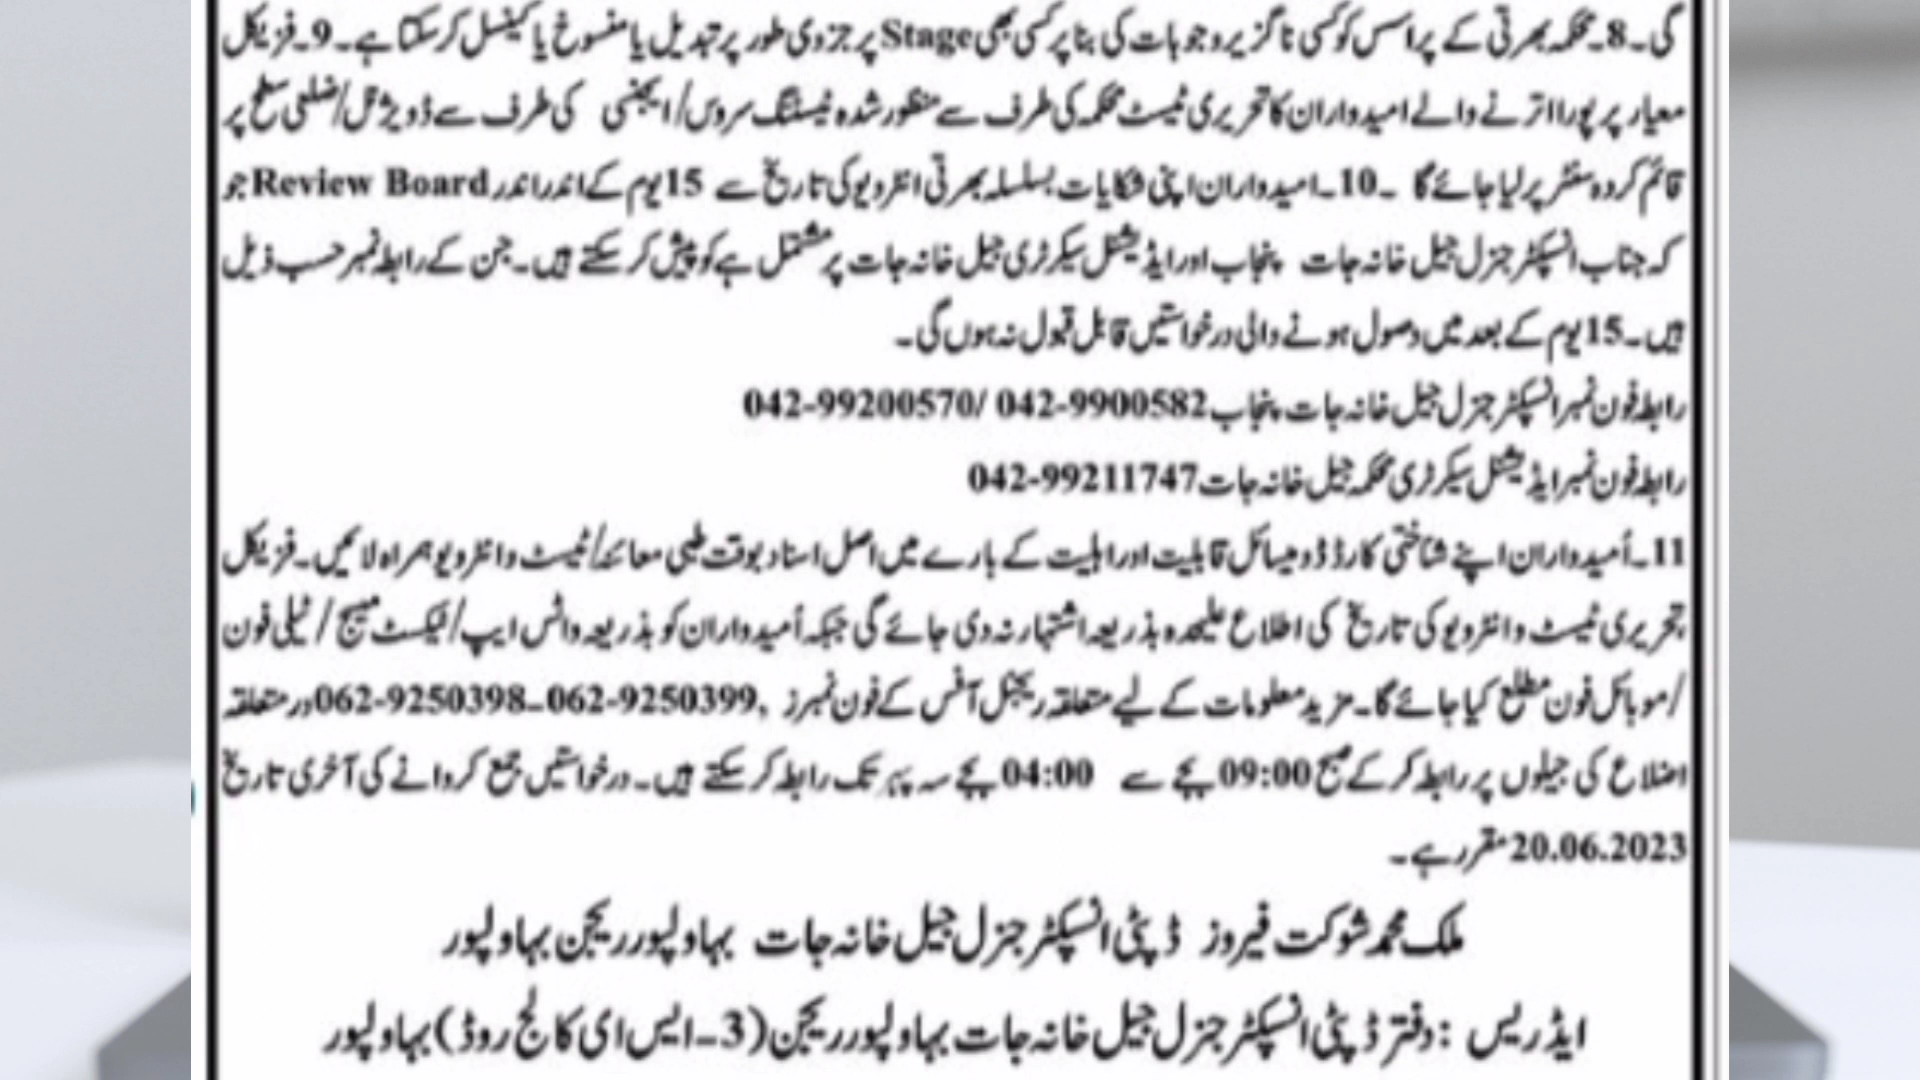 گی۔8۔محکمہ بھرتی کے پراسس کو کسی ناگزیر وجوہات کی بنا پر کسی بھی Stage پر جزوی طور پر تبدیل یا منسوخ یا کینسل کر سکتا ہے۔9۔فزیکل
معیار پر پورا اترنے والے امیدواران کا تحریری ٹیسٹ محکمہ کی طرف سے منظور شدہ ٹیسٹنگ سروس/ایجنسی کی طرف سے ڈویژنل/ضلعی سطح پر
قائم کردہ سنٹر پر لیا جائے گا ۔10۔امیدواران اپنی شکایات بسلسلہ بھرتی انٹرویو کی تاریخ سے 15 یوم کے اندر اندر Review Board جو
کہ جناب انسپکٹر جنرل جیل خانہ جات پنجاب اور ایڈیشنل سیکرٹری جیل خانہ جات پر مشتمل ہے کو پیش کر سکتے ہیں۔جن کے رابطہ نمبر حسب ذیل
ہیں۔15 یوم کے بعد میں وصول ہونے والی درخواستیں قابل قبول نہ ہوں گی۔
رابطہ فون نمبر انسپکٹر جنرل جیل خانہ جات پنجاب 042-9900582 /042-99200570
رابطہ فون نمبر ایڈیشنل سیکرٹری محکمہ جیل خانہ جات 042-99211747
11۔اُمیدواران اپنے شناختی کارڈ ڈومیسائل قابلیت اور اہلیت کے بارے میں اصل اسناد بوقت طبی معائنہ/ٹیسٹ و انٹرویو ہمراہ لائیں۔فزیکل
،تحریری ٹیسٹ و انٹرویو کی تاریخ کی اطلاع علیحدہ بذریعہ اشتہار نہ دی جائے گی جبکہ اُمیدواران کو بذریعہ واٹس ایپ/ٹیکسٹ میسج/ٹیلی فون
/موبائل فون مطلع کیا جائے گا۔مزید معلومات کے لیے متعلقہ ریجنل آفس کے فون نمبرز ,062-9250399۔062-9250398 اور متعلقہ
اضلاع کی جیلوں پر رابطہ کر کے صبح 09:00 بجے سے 04:00 بجے سہ پہر تک رابطہ کر سکتے ہیں۔درخواستیں جمع کروانے کی آخری تاریخ
20.06.2023 مقرر ہے۔
ملک محمد شوکت فیروز ڈپٹی انسپکٹر جنرل جیل خانہ جات بہاولپور ریجن بہاولپور
ایڈریس :دفتر ڈپٹی انسپکٹر جنرل جیل خانہ جات بہاولپور ریجن (3۔ایس ای کالج روڈ) بہاولپور